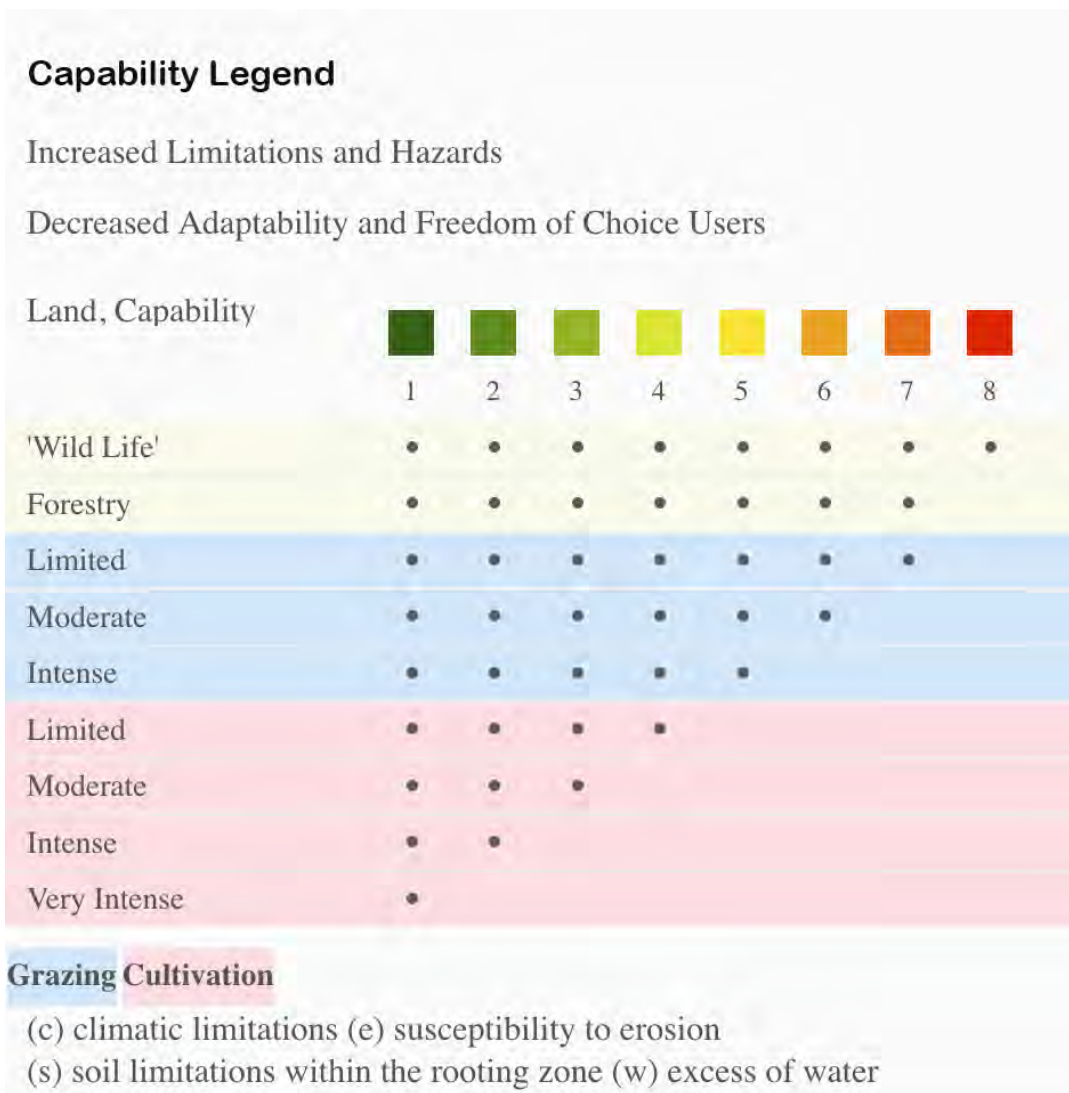 Capability Legend
Increased Limitations and Hazards
Decreased Adaptability and Freedom of Choice Users
Land, Capability
1 2 3 4 5 6 7 8
'Wild Life' • • • • • • • •
Forestry • • • • • • •
Limited • • • • • • •
Moderate • • • • • •
Intense • • • • •
Limited • • • •
Moderate • • •
Intense • •
Very Intense •
Grazing Cultivation
(c) climatic limitations (e) susceptibility to erosion
(s) soil limitations within the rooting zone (w) excess of water